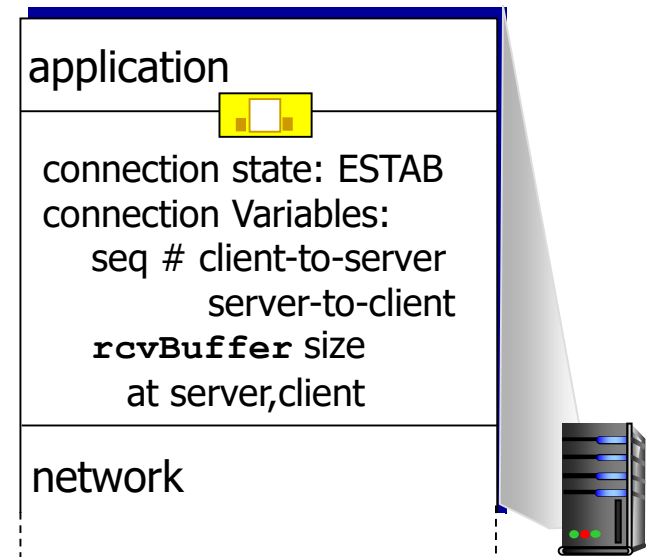 application
connection state: ESTAB
connection Variables:
seq # client-to-server
server-to-client
rcvBuffer size
at server,client
network